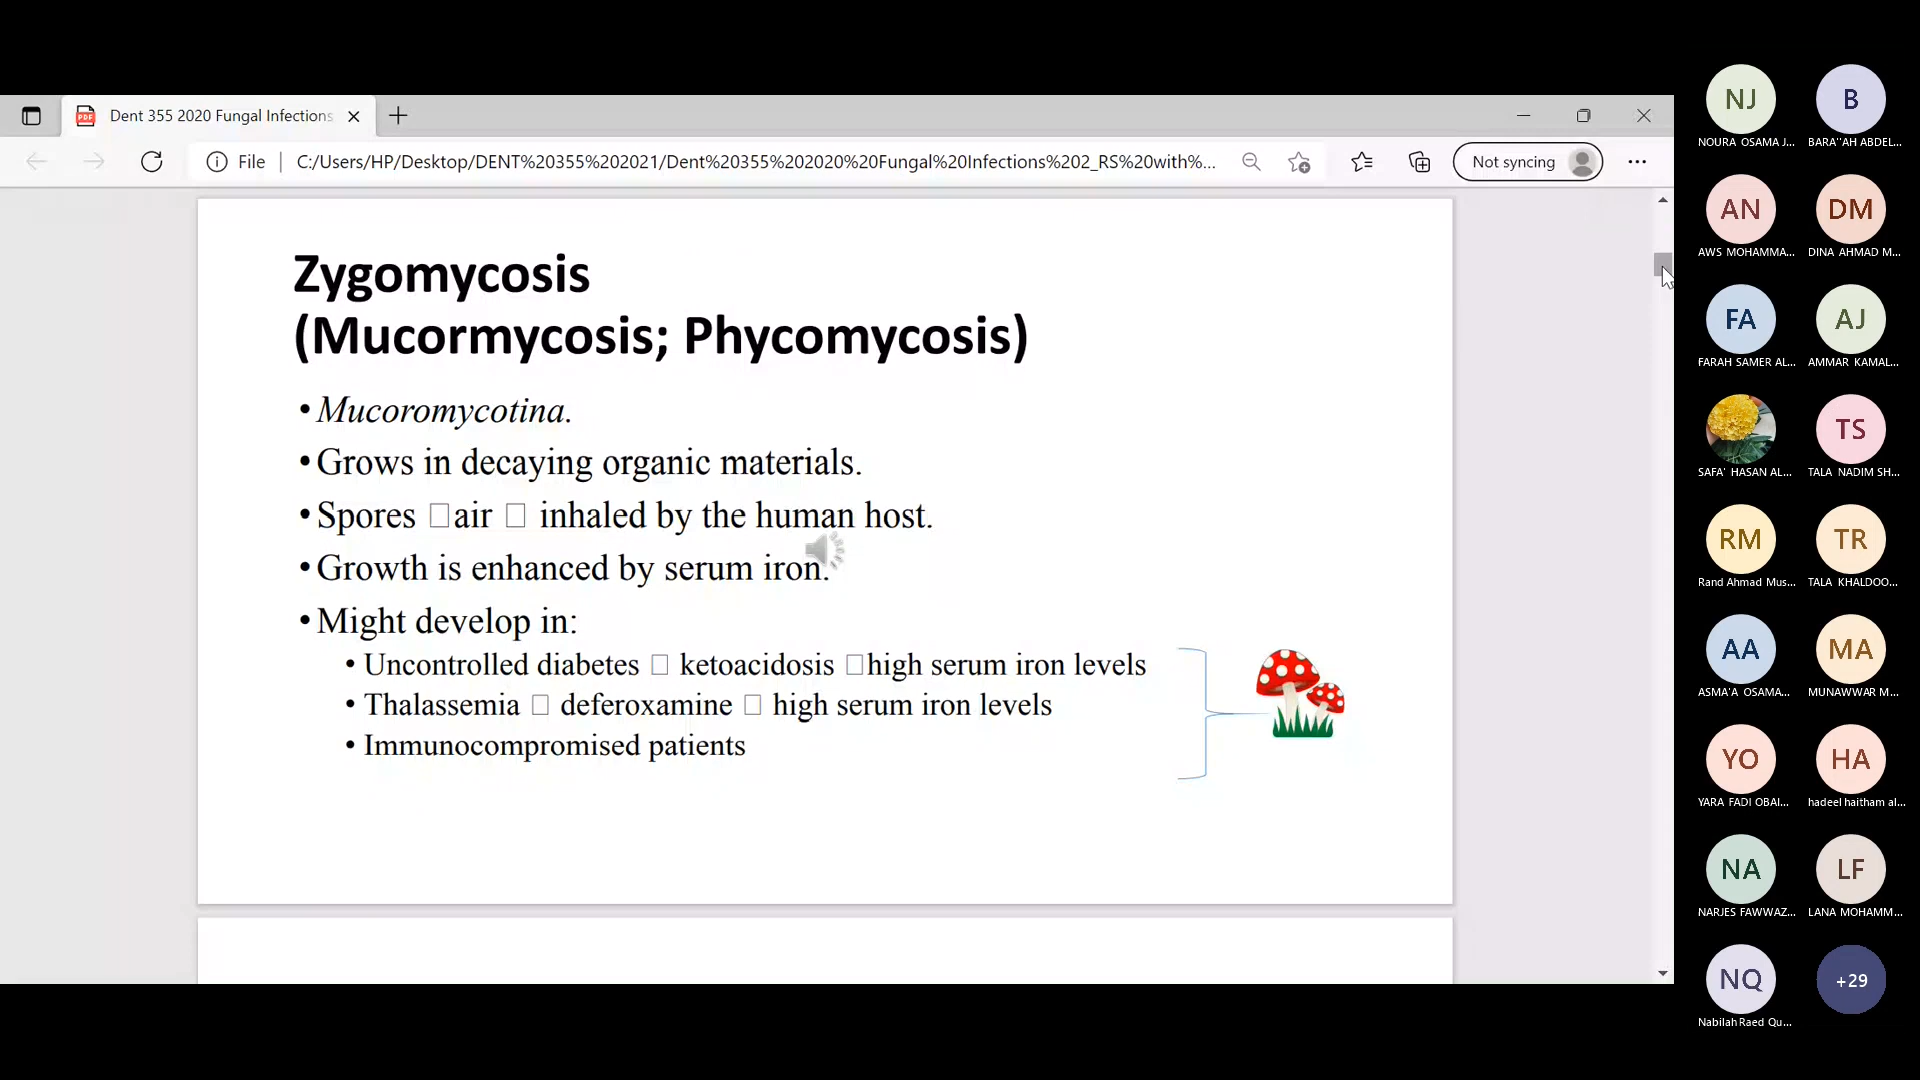 Dent 355 2020 Fungal Infections
File
C:/Users/HP/Desktop/DENT%20355%202021/Dent%20355%202020%20Fungal%20Infections%202_RS%20with%...
Not syncing
Zygomycosis
(Mucormycosis; Phycomycosis)
• Mucoromycotina.
• Grows in decaying organic materials.
• Spores □air □ inhaled by the human host.
• Growth is enhanced by serum iron.
• Might develop in:
• Uncontrolled diabetes □ ketoacidosis □high serum iron levels
• Thalassemia □ deferoxamine □ high serum iron levels
• Immunocompromised patients
NJ
NOURA OSAMA J...
B
BARA''AH ABDEL...
AN
AWS MOHAMMA...
DM
DINA AHMAD M...
FA
FARAH SAMER AL...
AJ
AMMAR KAMAL...
SAFA' HASAN AL...
TS
TALA NADIM SH...
RM
Rand Ahmad Mus...
TR
TALA KHALDOO...
AA
ASMA'A OSAMA...
MA
MUNAWWAR M...
YO
YARA FADI OBAI...
HA
hadeel haitham al...
NA
NARJES FAWWAZ...
LF
LANA MOHAMM...
NQ
Nabilah Raed Qu...
+29